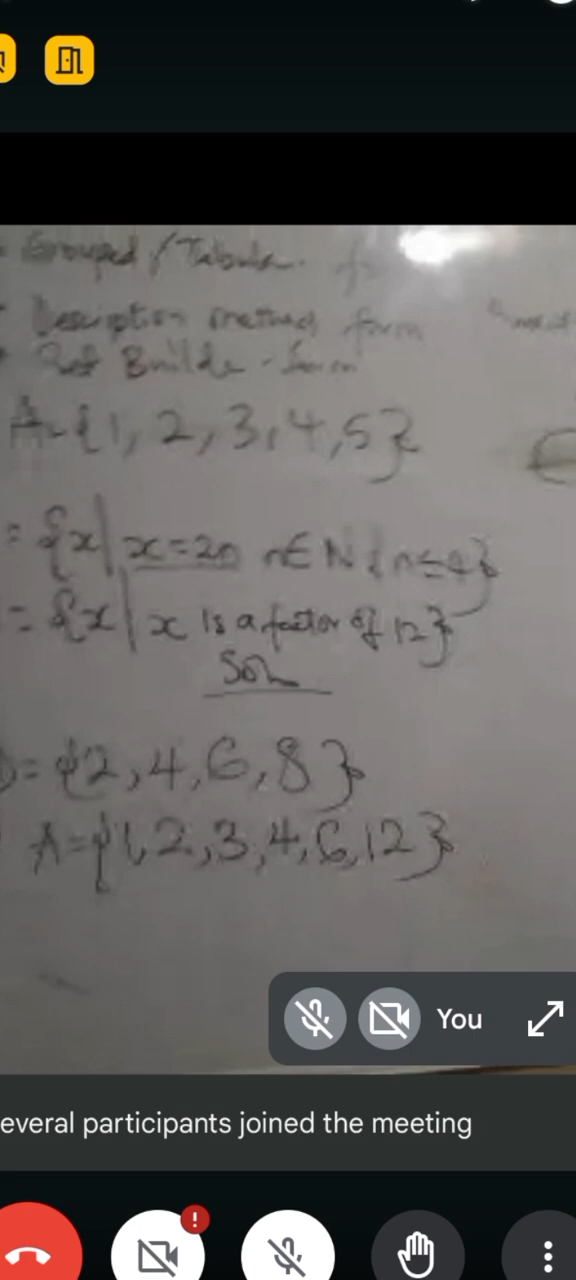 Grouped / Tabular
Description method form
Set Builder form
A={1, 2, 3, 4, 5}
= {x| x=2n n∈N { n≤4}
= {x| x is a factor of 12}
Soln
D= {2, 4, 6, 8}
A={1, 2, 3, 4, 6, 12}
You
everal participants joined the meeting